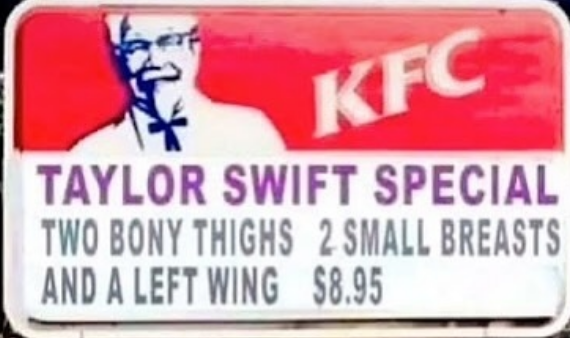 KFC
TAYLOR SWIFT SPECIAL
TWO BONY THIGHS 2 SMALL BREASTS
AND A LEFT WING $8.95